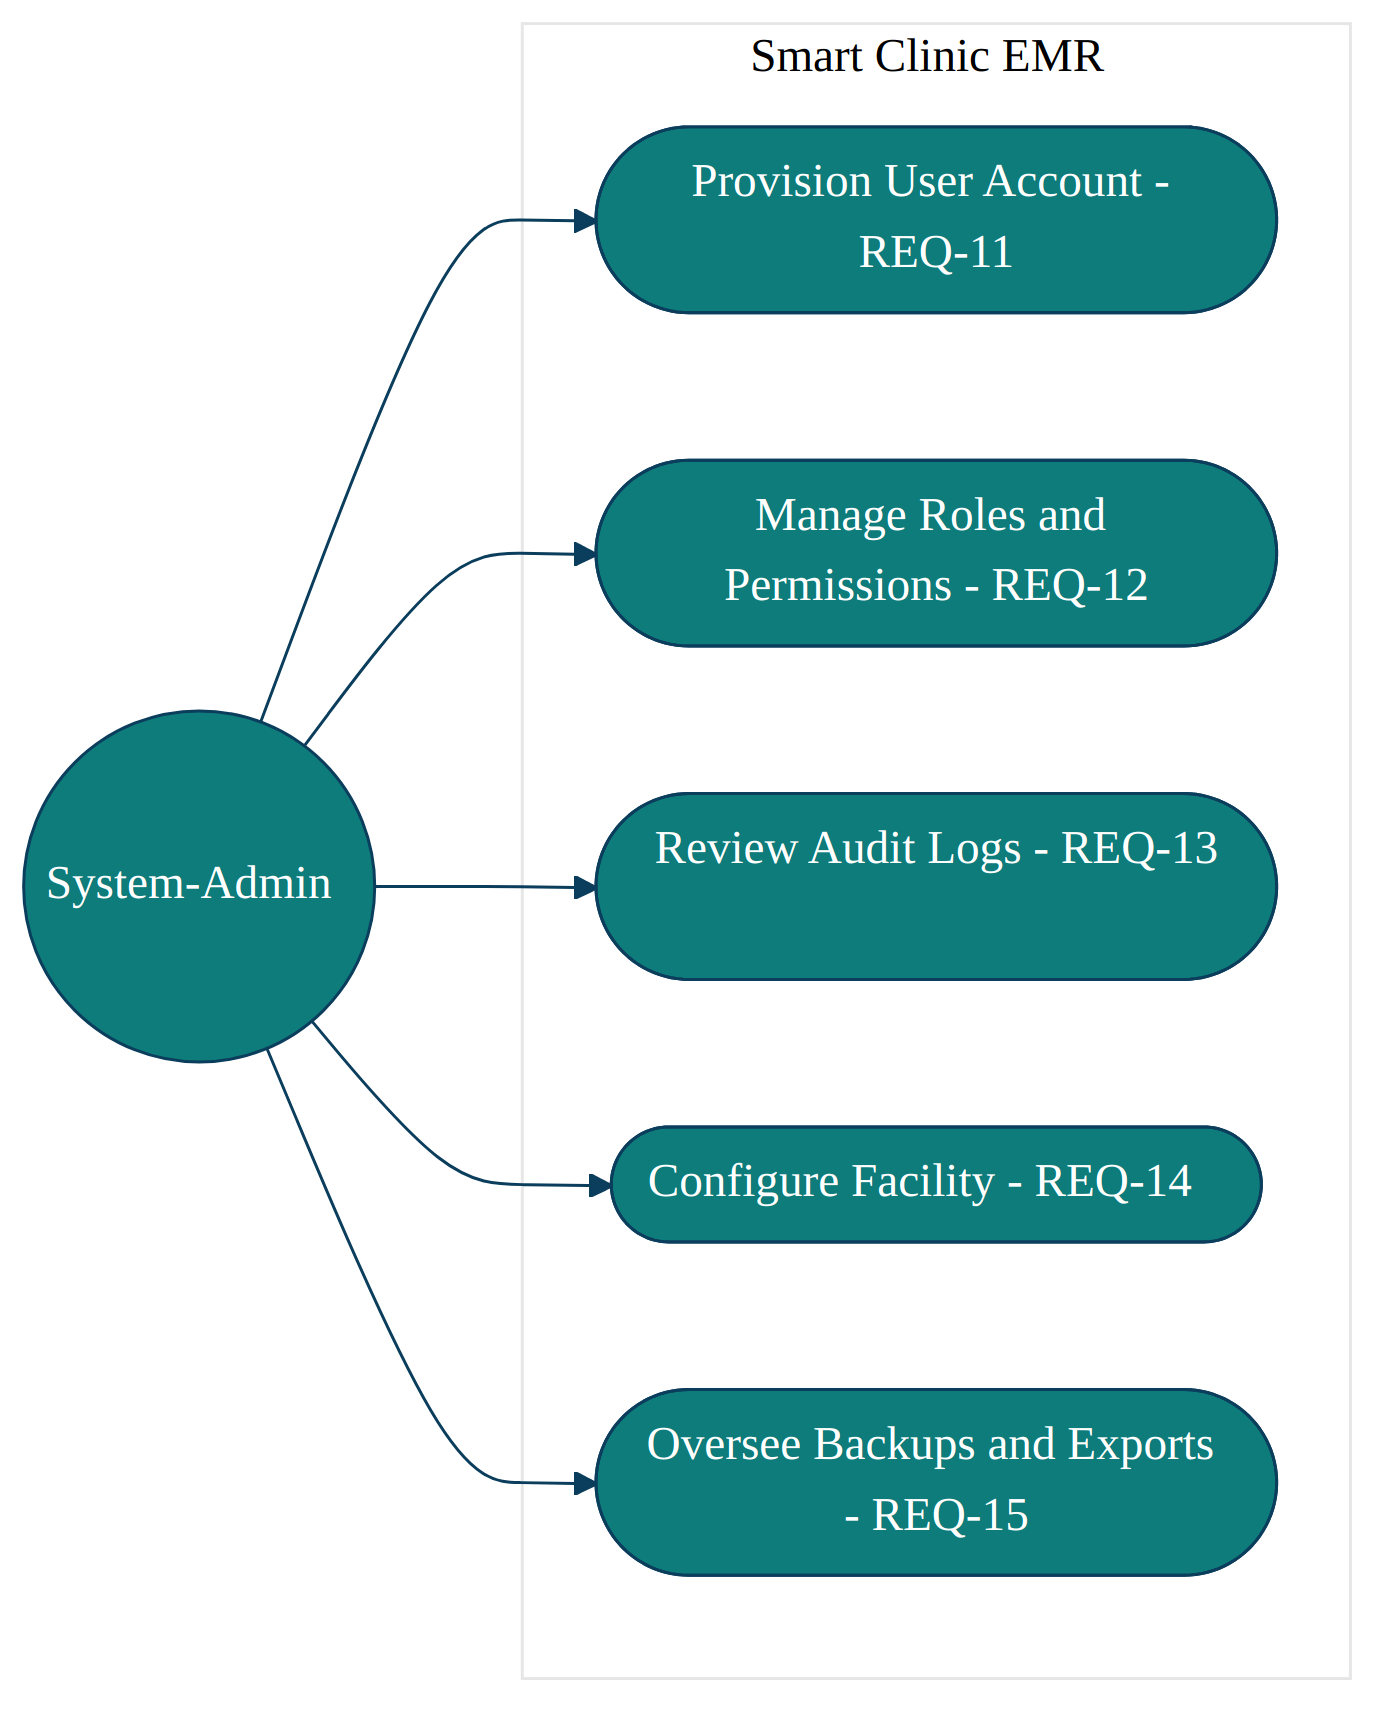 Smart Clinic EMR
Provision User Account -
REQ-11
Manage Roles and
Permissions - REQ-12
Review Audit Logs - REQ-13
System-Admin
Configure Facility - REQ-14
Oversee Backups and Exports
- REQ-15